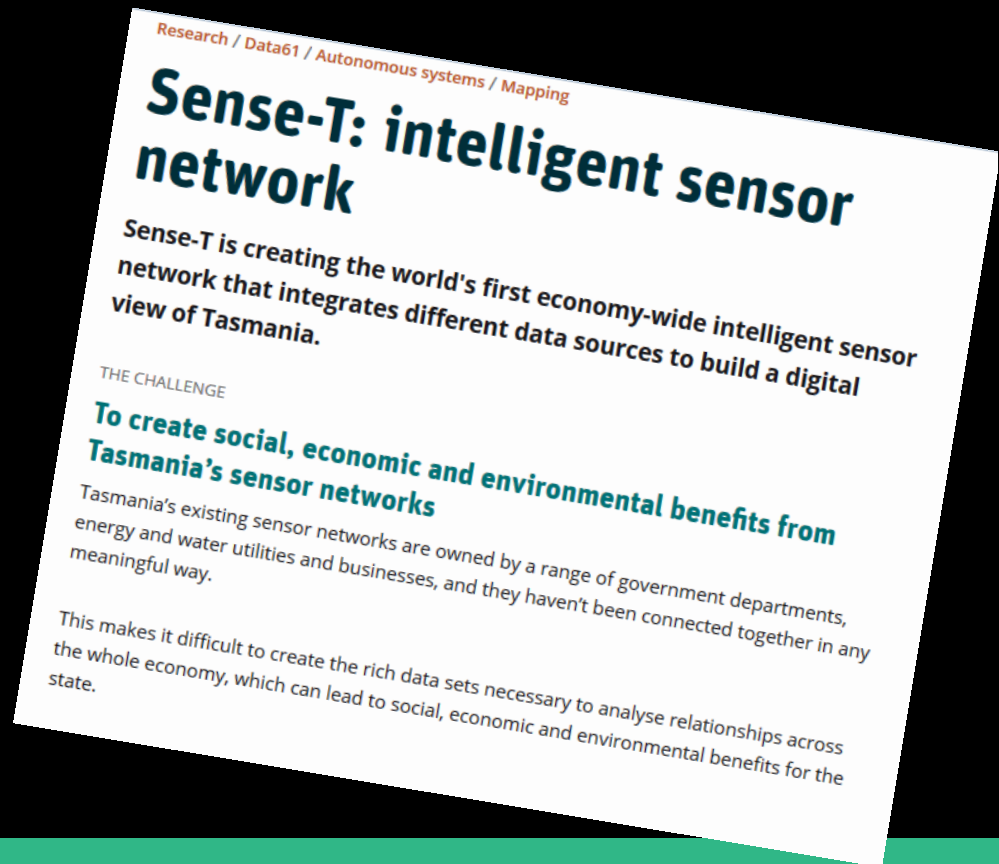 Research / Data61 / Autonomous systems / Mapping
Sense-T: intelligent sensor
network
Sense-T is creating the world's first economy-wide intelligent sensor
network that integrates different data sources to build a digital
view of Tasmania.
THE CHALLENGE
To create social, economic and environmental benefits from
Tasmania’s sensor networks
Tasmania’s existing sensor networks are owned by a range of government departments,
energy and water utilities and businesses, and they haven’t been connected together in any
meaningful way.
This makes it difficult to create the rich data sets necessary to analyse relationships across
the whole economy, which can lead to social, economic and environmental benefits for the
state.